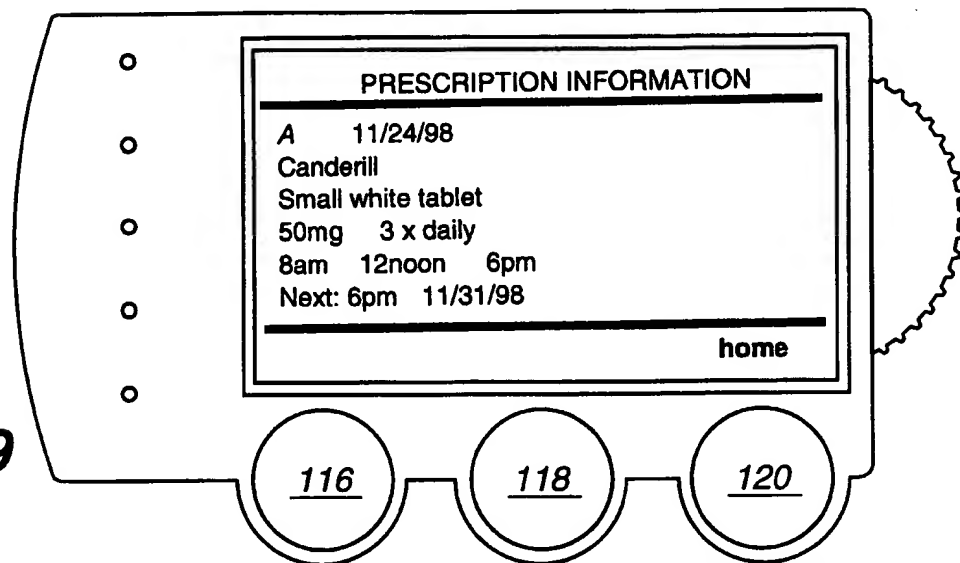 PRESCRIPTION INFORMATION
A 11/24/98
Canderill
Small white tablet
50mg 3 x daily
8am 12noon 6pm
Next: 6pm 11/31/98
home
9
116 118 120